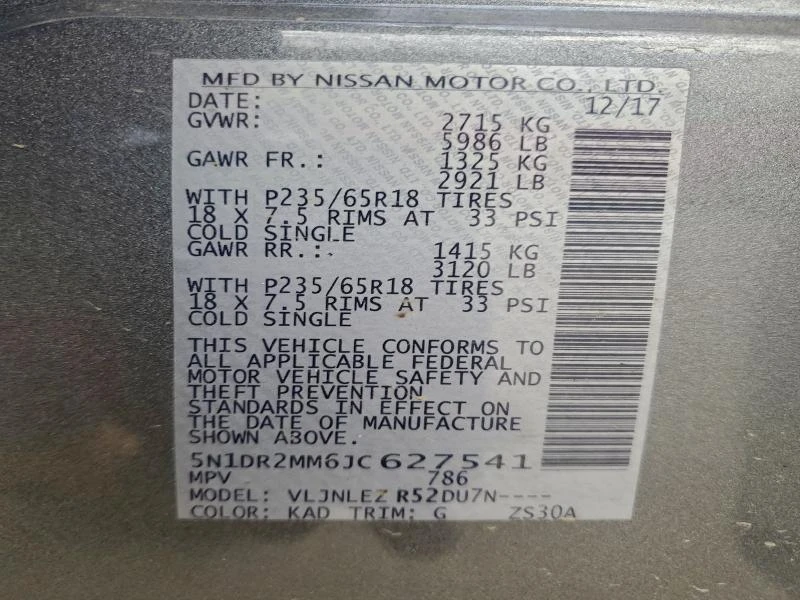 MFD BY NISSAN MOTOR CO., LTD.
DATE: 12/17
GVWR: 2715 KG
5986 LB
GAWR FR.: 1325 KG
2921 LB
WITH P235/65R18 TIRES
18 X 7.5 RIMS AT 33 PSI
COLD SINGLE
GAWR RR.: 1415 KG
3120 LB
WITH P235/65R18 TIRES
18 X 7.5 RIMS AT 33 PSI
COLD SINGLE
THIS VEHICLE CONFORMS TO
ALL APPLICABLE FEDERAL
MOTOR VEHICLE SAFETY AND
THEFT PREVENTION
STANDARDS IN EFFECT ON
THE DATE OF MANUFACTURE
SHOWN ABOVE.
5N1DR2MM6JC627541
MPV 786
MODEL: VLJNLEZ R52DU7N----
COLOR: KAD TRIM: G ZS30A